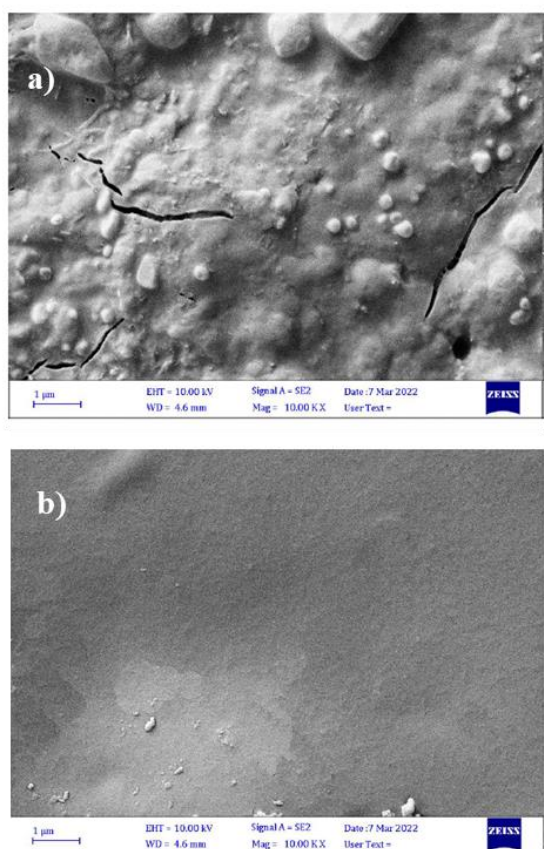 a)
1 µm EHT = 10.00 kV Signal A = SE2 Date :7 Mar 2022 ZEISS
WD = 4.6 mm Mag = 10.00 K X User Text =
b)
1 µm EHT = 10.00 kV Signal A = SE2 Date :7 Mar 2022 ZEISS
WD = 4.6 mm Mag = 10.00 K X User Text =